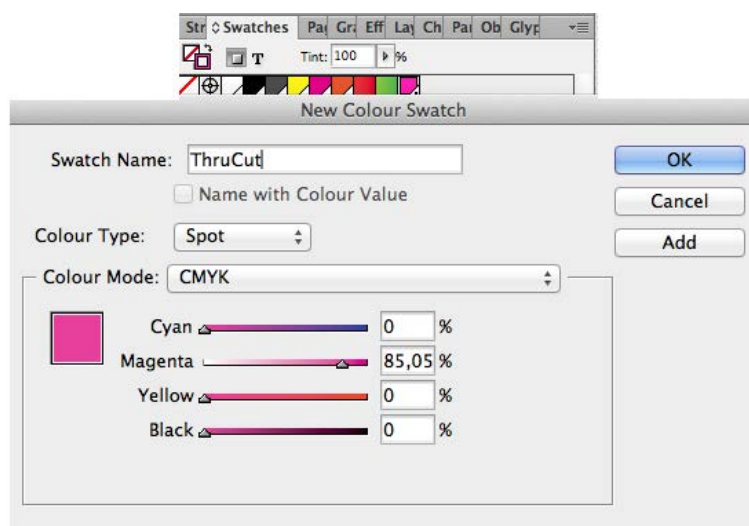 Str Swatches Pa Gra Eff Lay Ch Pai Ob Glyp
T Tint: 100 %
New Colour Swatch
Swatch Name: ThruCut OK
Name with Colour Value Cancel
Colour Type: Spot Add
Colour Mode: CMYK
Cyan 0 %
Magenta 85,05 %
Yellow 0 %
Black 0 %